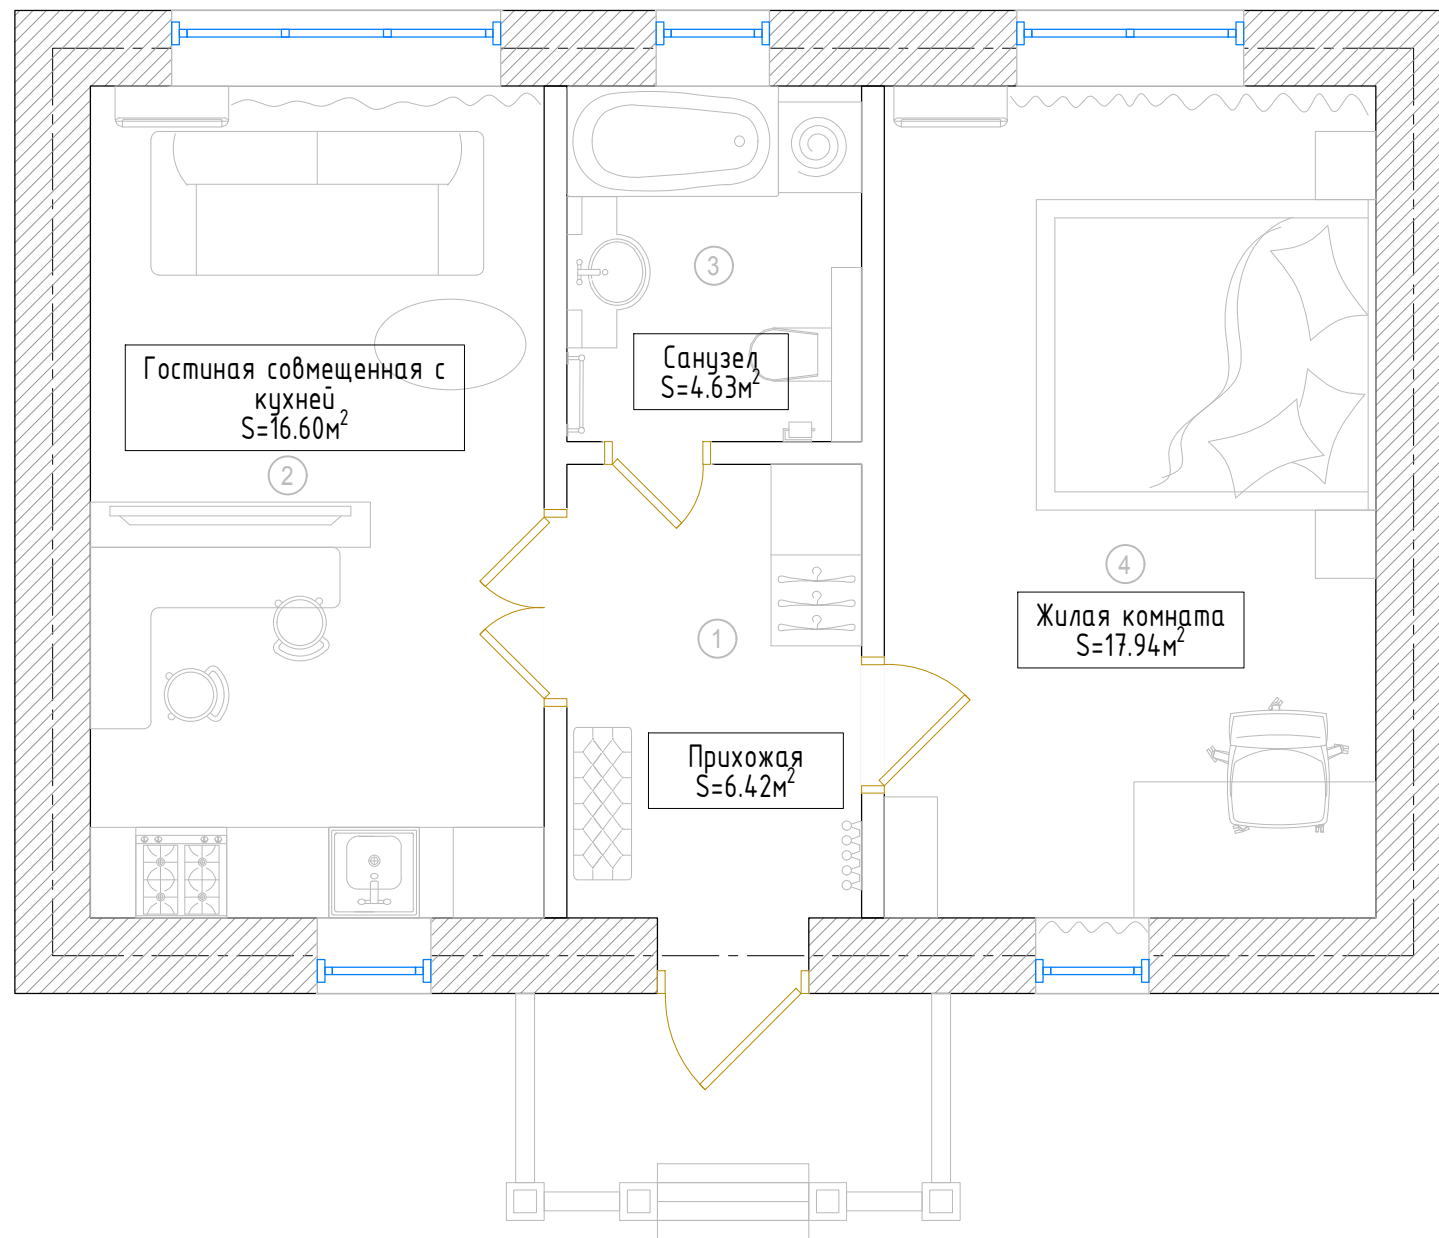 3
Гостиная совмещенная с
кухней
S=16.60м²
2
Санузел
S=4.63м²
4
Жилая комната
S=17.94м²
1
Прихожая
S=6.42м²